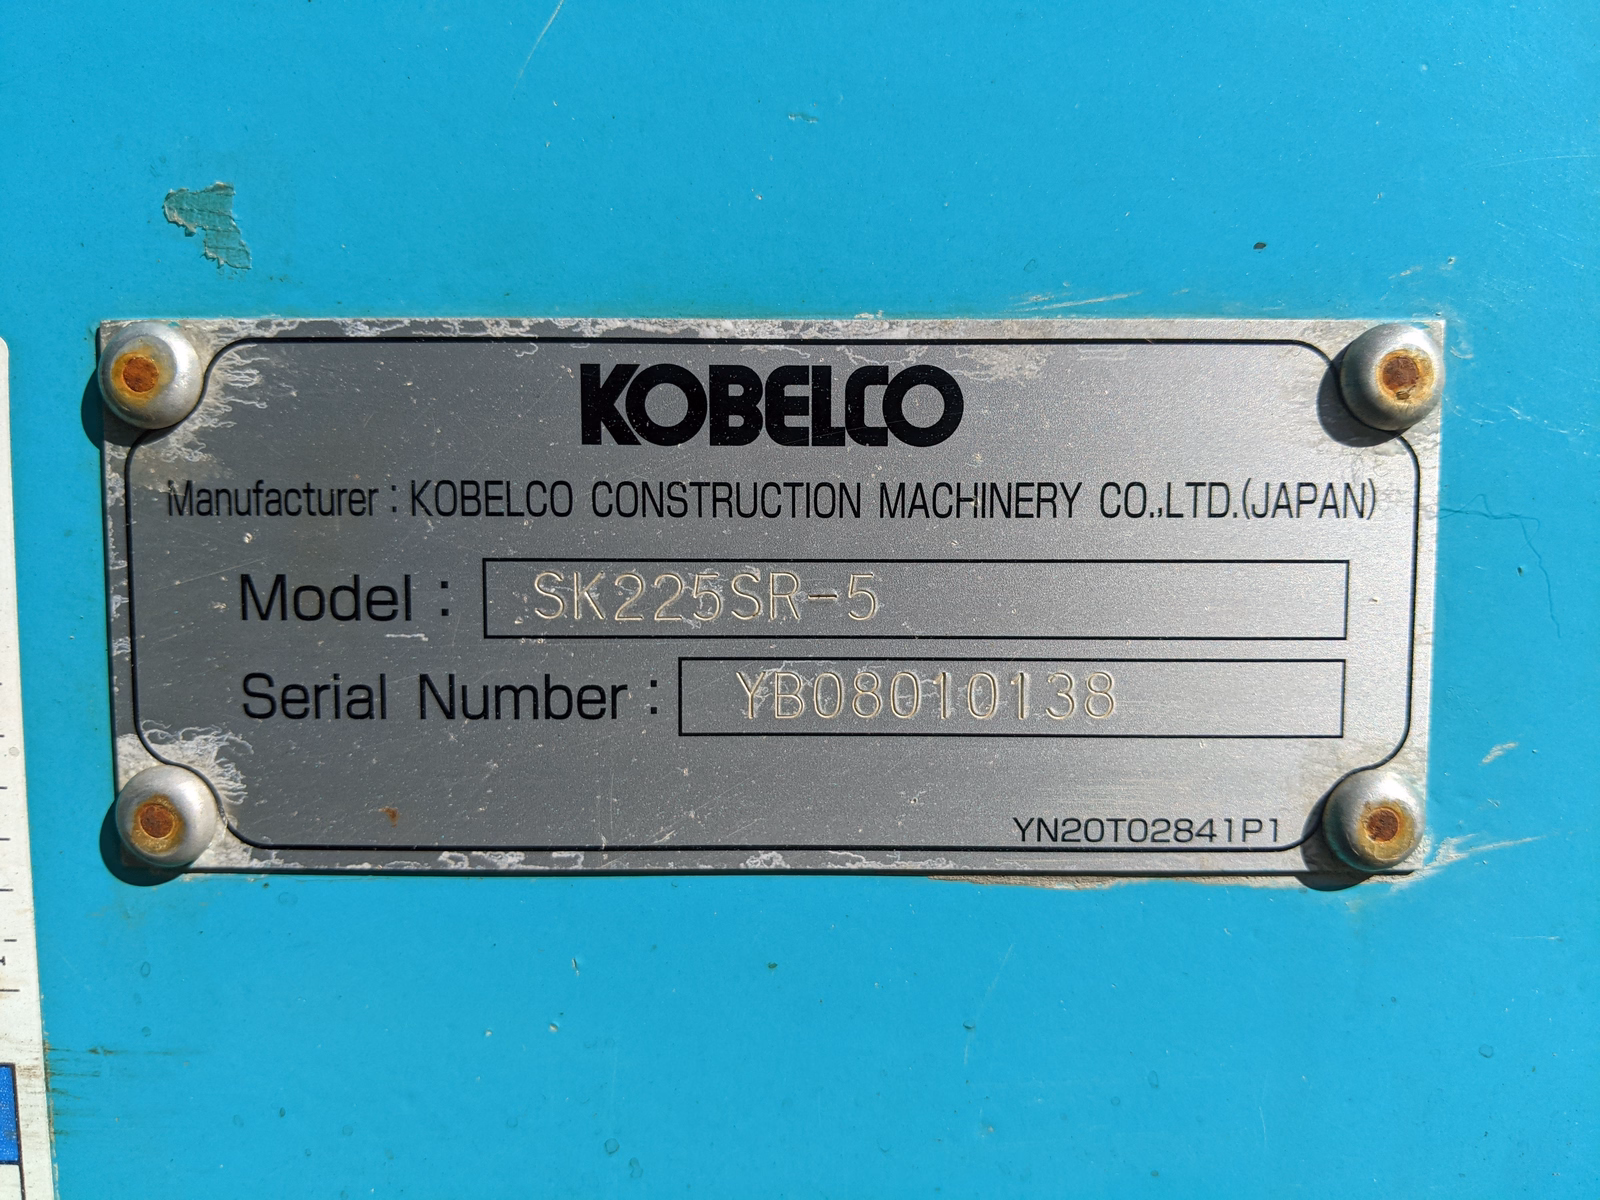 KOBELCO
Manufacturer : KOBELCO CONSTRUCTION MACHINERY CO.,LTD.(JAPAN)
Model : SK225SR-5
Serial Number : YB08010138
YN20T02841P1